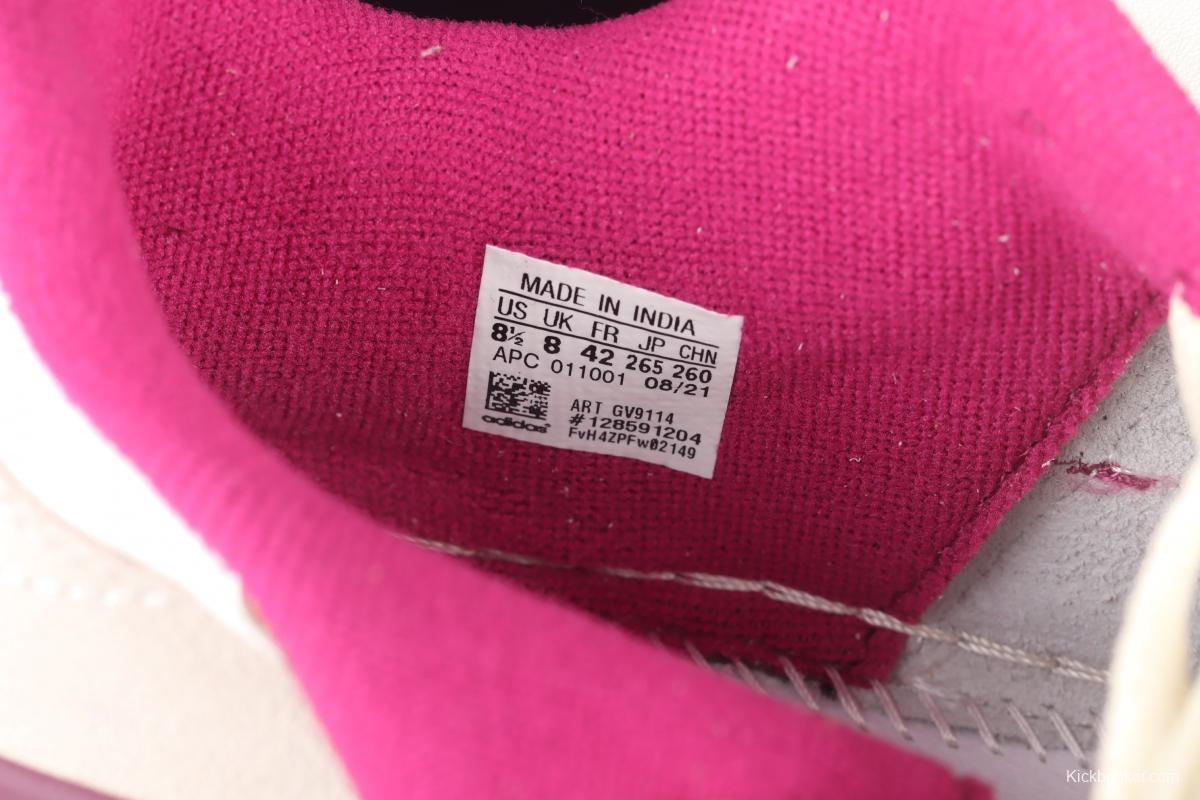 MADE IN INDIA
US UK FR JP CHN
8½ 8 42 265 260
APC 011001 08/21
ART GV9114
#128591204
FvH4ZPFw02149
adidas